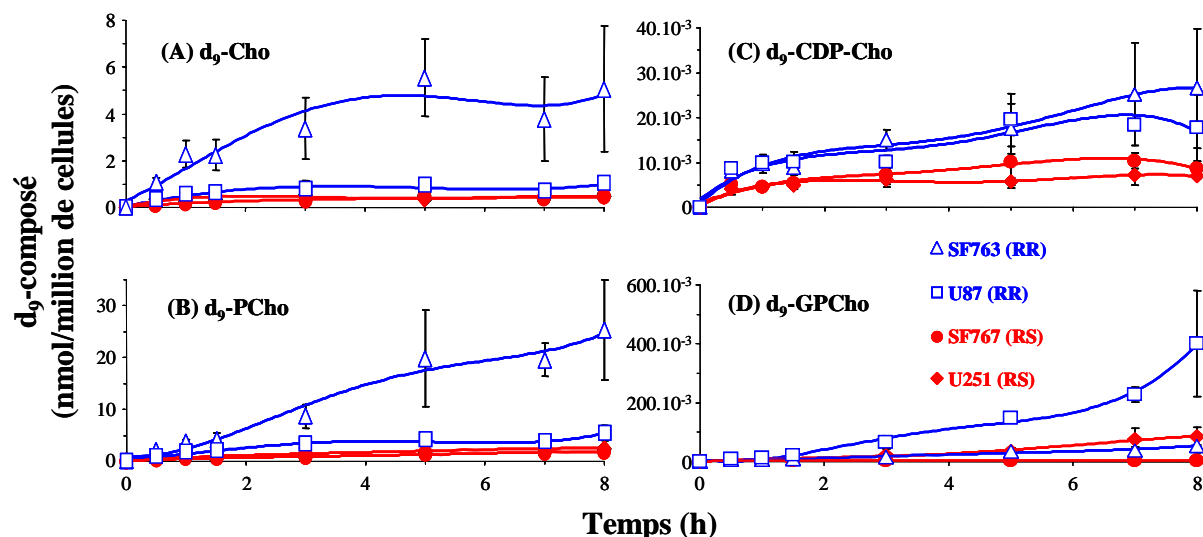 d₉-composé
(nmol/million de cellules)
(A) d₉-Cho
8
6
4
2
0
(C) d₉-CDP-Cho
40.10⁻³
30.10⁻³
20.10⁻³
10.10⁻³
0
(B) d₉-PCho
30
20
10
0
0
2
4
6
8
(D) d₉-GPCho
600.10⁻³
400.10⁻³
200.10⁻³
0
0
2
4
6
8
SF763 (RR)
U87 (RR)
SF767 (RS)
U251 (RS)
Temps (h)